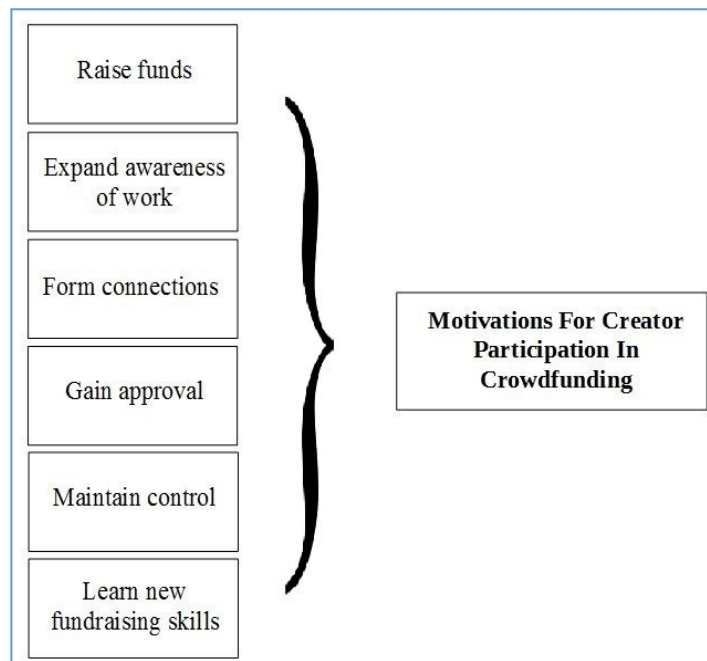 Raise funds
Expand awareness
of work
Form connections
Gain approval
Maintain control
Learn new
fundraising skills
Motivations For Creator
Participation In
Crowdfunding